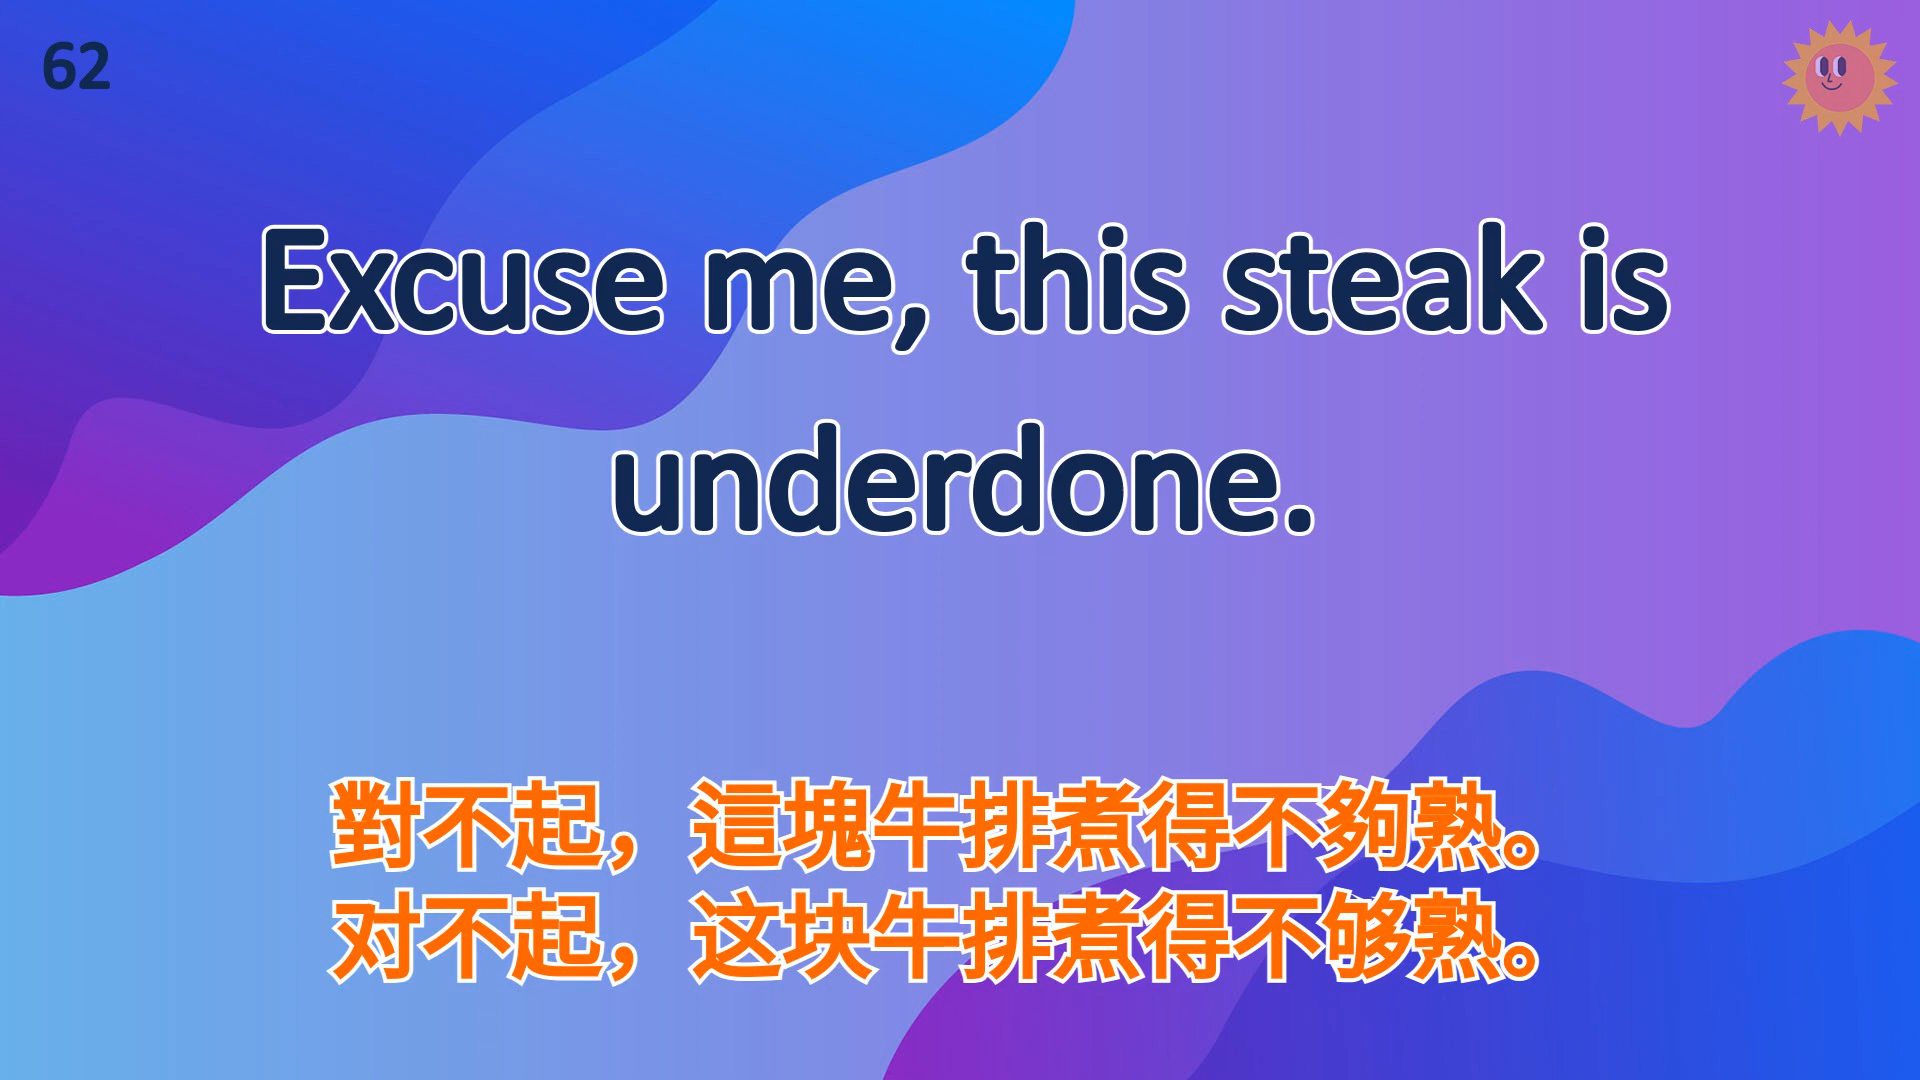 62
Excuse me, this steak is
underdone.
對不起，這塊牛排煮得不夠熟。
对不起，这块牛排煮得不够熟。